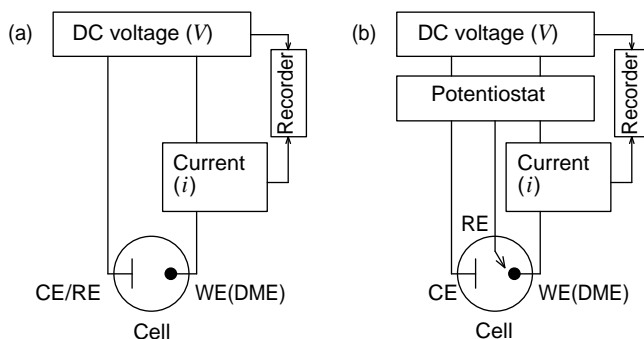 (a)
DC voltage (V)
Recorder
Current
(i)
CE/RE
WE(DME)
Cell
(b)
DC voltage (V)
Potentiostat
Recorder
Current
(i)
RE
CE
WE(DME)
Cell